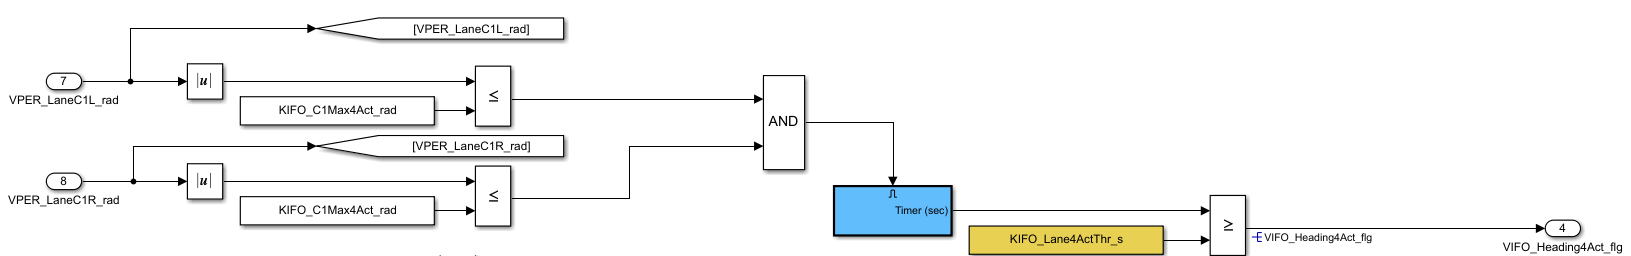 [VPER_LaneC1L_rad]
7
|u|
≤
VPER_LaneC1L_rad
KIFO_C1Max4Act_rad
AND
[VPER_LaneC1R_rad]
8
|u|
≤
VPER_LaneC1R_rad
KIFO_C1Max4Act_rad
Timer (sec)
≥
4
KIFO_Lane4ActThr_s
VIFO_Heading4Act_flg
VIFO_Heading4Act_flg